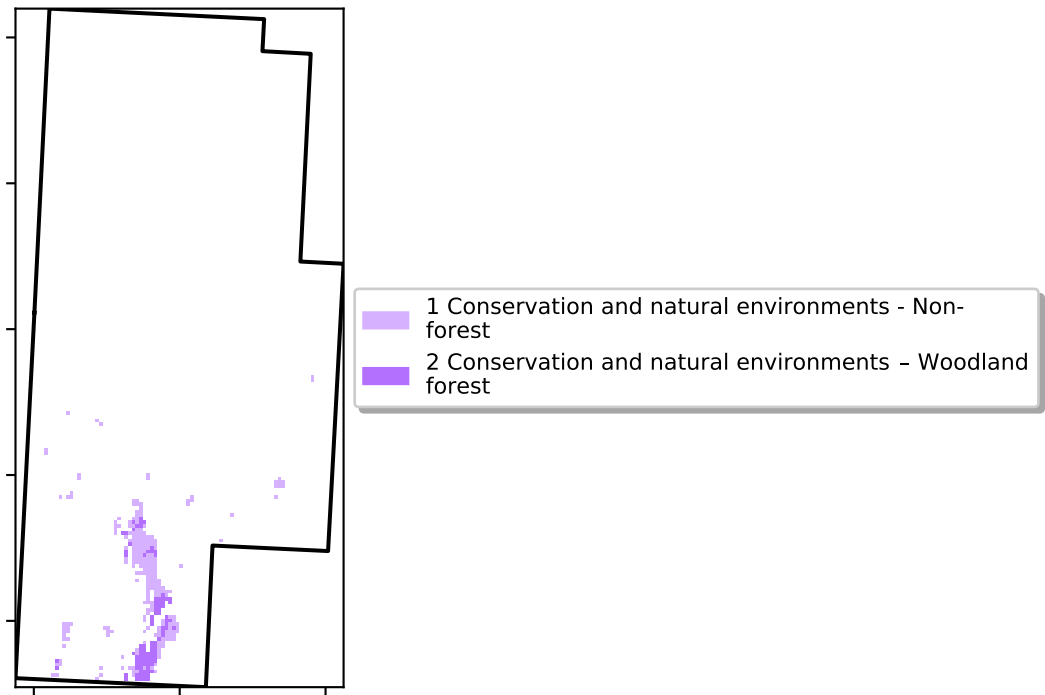 1 Conservation and natural environments - Non-
forest
2 Conservation and natural environments – Woodland
forest